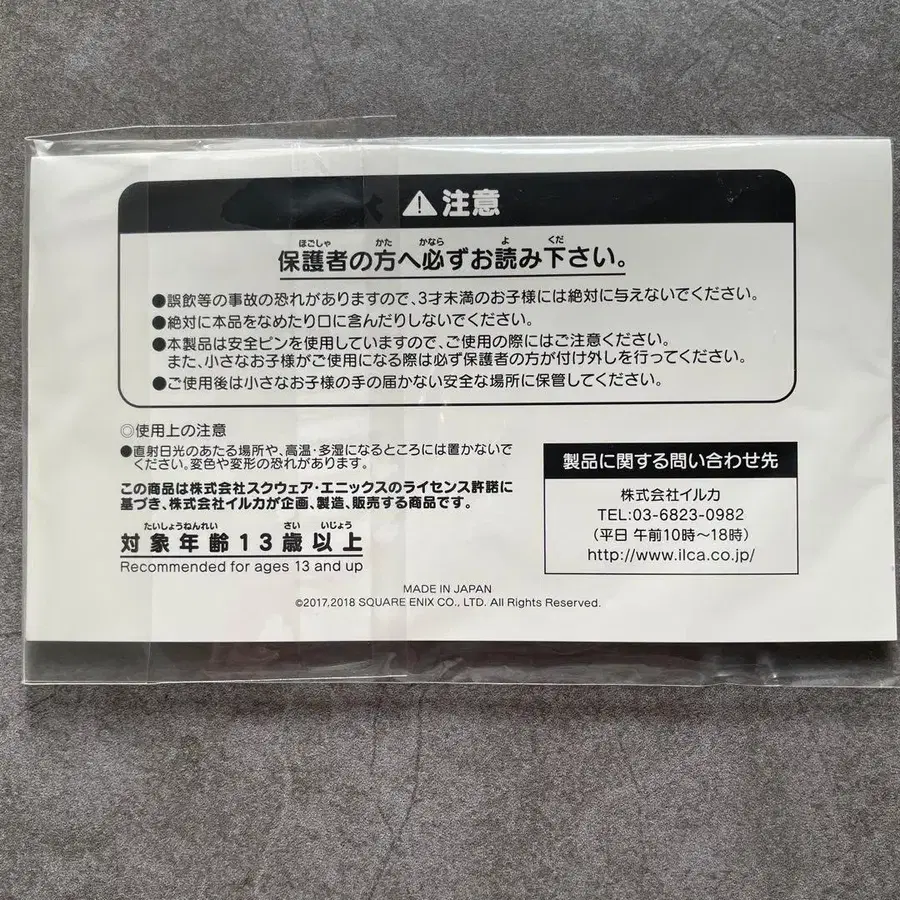 ⚠注意
保護者の方へ必ずお読み下さい。
ほごしゃ かた かなら よ くだ
●誤飲等の事故の恐れがありますので、3才未満のお子様には絶対に与えないでください。
●絶対に本品をなめたり口に含んだりしないでください。
●本製品は安全ピンを使用していますので、ご使用の際にはご注意ください。
また、小さなお子様がご使用になる際は必ず保護者の方が付け外しを行ってください。
●ご使用後は小さなお子様の手の届かない安全な場所に保管してください。
◎使用上の注意
●直射日光のあたる場所や、高温・多湿になるところには置かないで
ください。変色や変形の恐れがあります。
この商品は株式会社スクウェア・エニックスのライセンス許諾に
基づき、株式会社イルカが企画、製造、販売する商品です。
たいしょうねんれい さい いじょう
対象年齢13歳以上
Recommended for ages 13 and up
製品に関する問い合わせ先
株式会社イルカ
TEL:03-6823-0982
(平日 午前10時~18時)
http://www.ilca.co.jp/
MADE IN JAPAN
©2017,2018 SQUARE ENIX CO., LTD. All Rights Reserved.